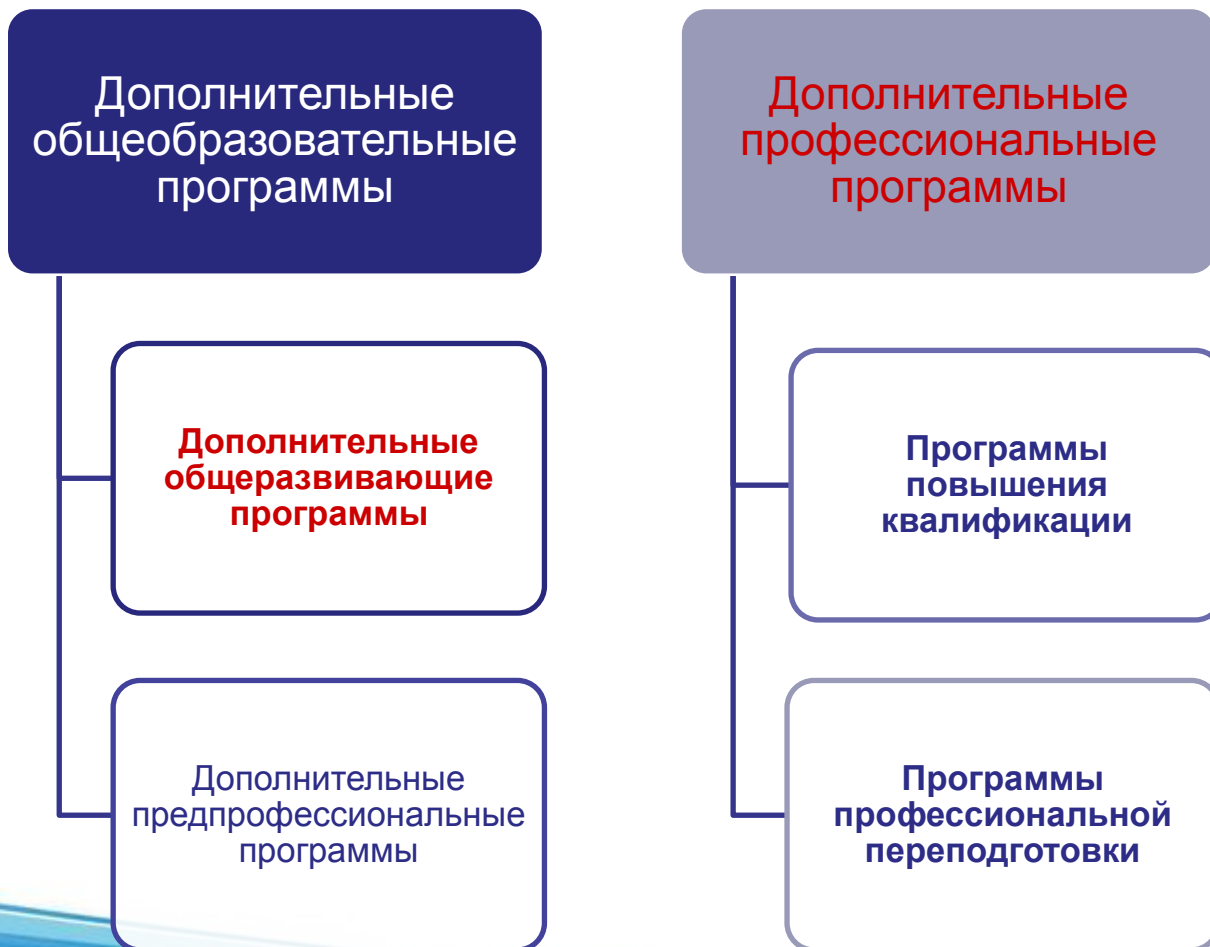 Дополнительные
общеобразовательные
программы
Дополнительные
общеразвивающие
программы
Дополнительные
предпрофессиональные
программы
Дополнительные
профессиональные
программы
Программы
повышения
квалификации
Программы
профессиональной
переподготовки